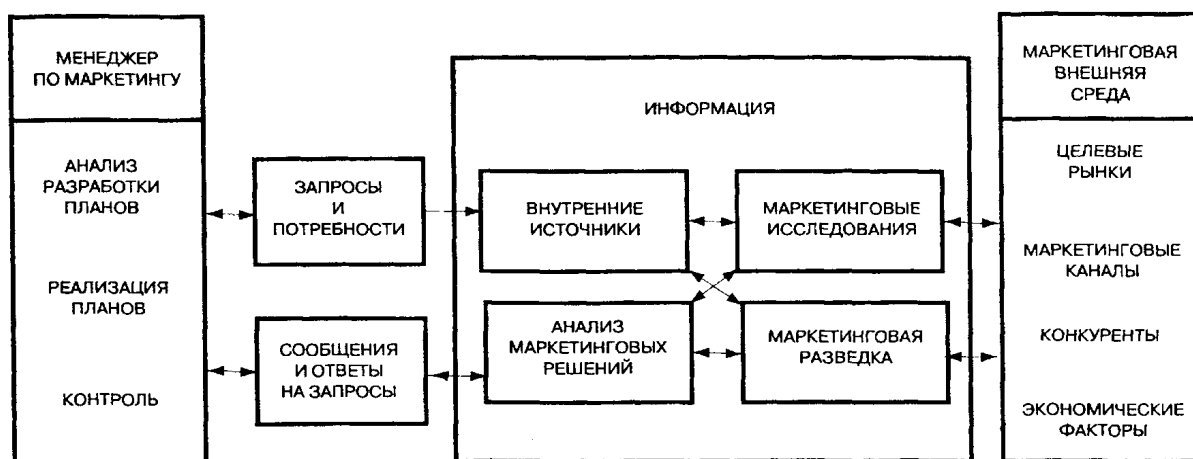 МЕНЕДЖЕР
ПО МАРКЕТИНГУ
АНАЛИЗ
РАЗРАБОТКИ
ПЛАНОВ
РЕАЛИЗАЦИЯ
ПЛАНОВ
КОНТРОЛЬ
ЗАПРОСЫ
И
ПОТРЕБНОСТИ
СООБЩЕНИЯ
И ОТВЕТЫ
НА ЗАПРОСЫ
ИНФОРМАЦИЯ
ВНУТРЕННИЕ
ИСТОЧНИКИ
МАРКЕТИНГОВЫЕ
ИССЛЕДОВАНИЯ
АНАЛИЗ
МАРКЕТИНГОВЫХ
РЕШЕНИЙ
МАРКЕТИНГОВАЯ
РАЗВЕДКА
МАРКЕТИНГОВАЯ
ВНЕШНЯЯ
СРЕДА
ЦЕЛЕВЫЕ
РЫНКИ
МАРКЕТИНГОВЫЕ
КАНАЛЫ
КОНКУРЕНТЫ
ЭКОНОМИЧЕСКИЕ
ФАКТОРЫ